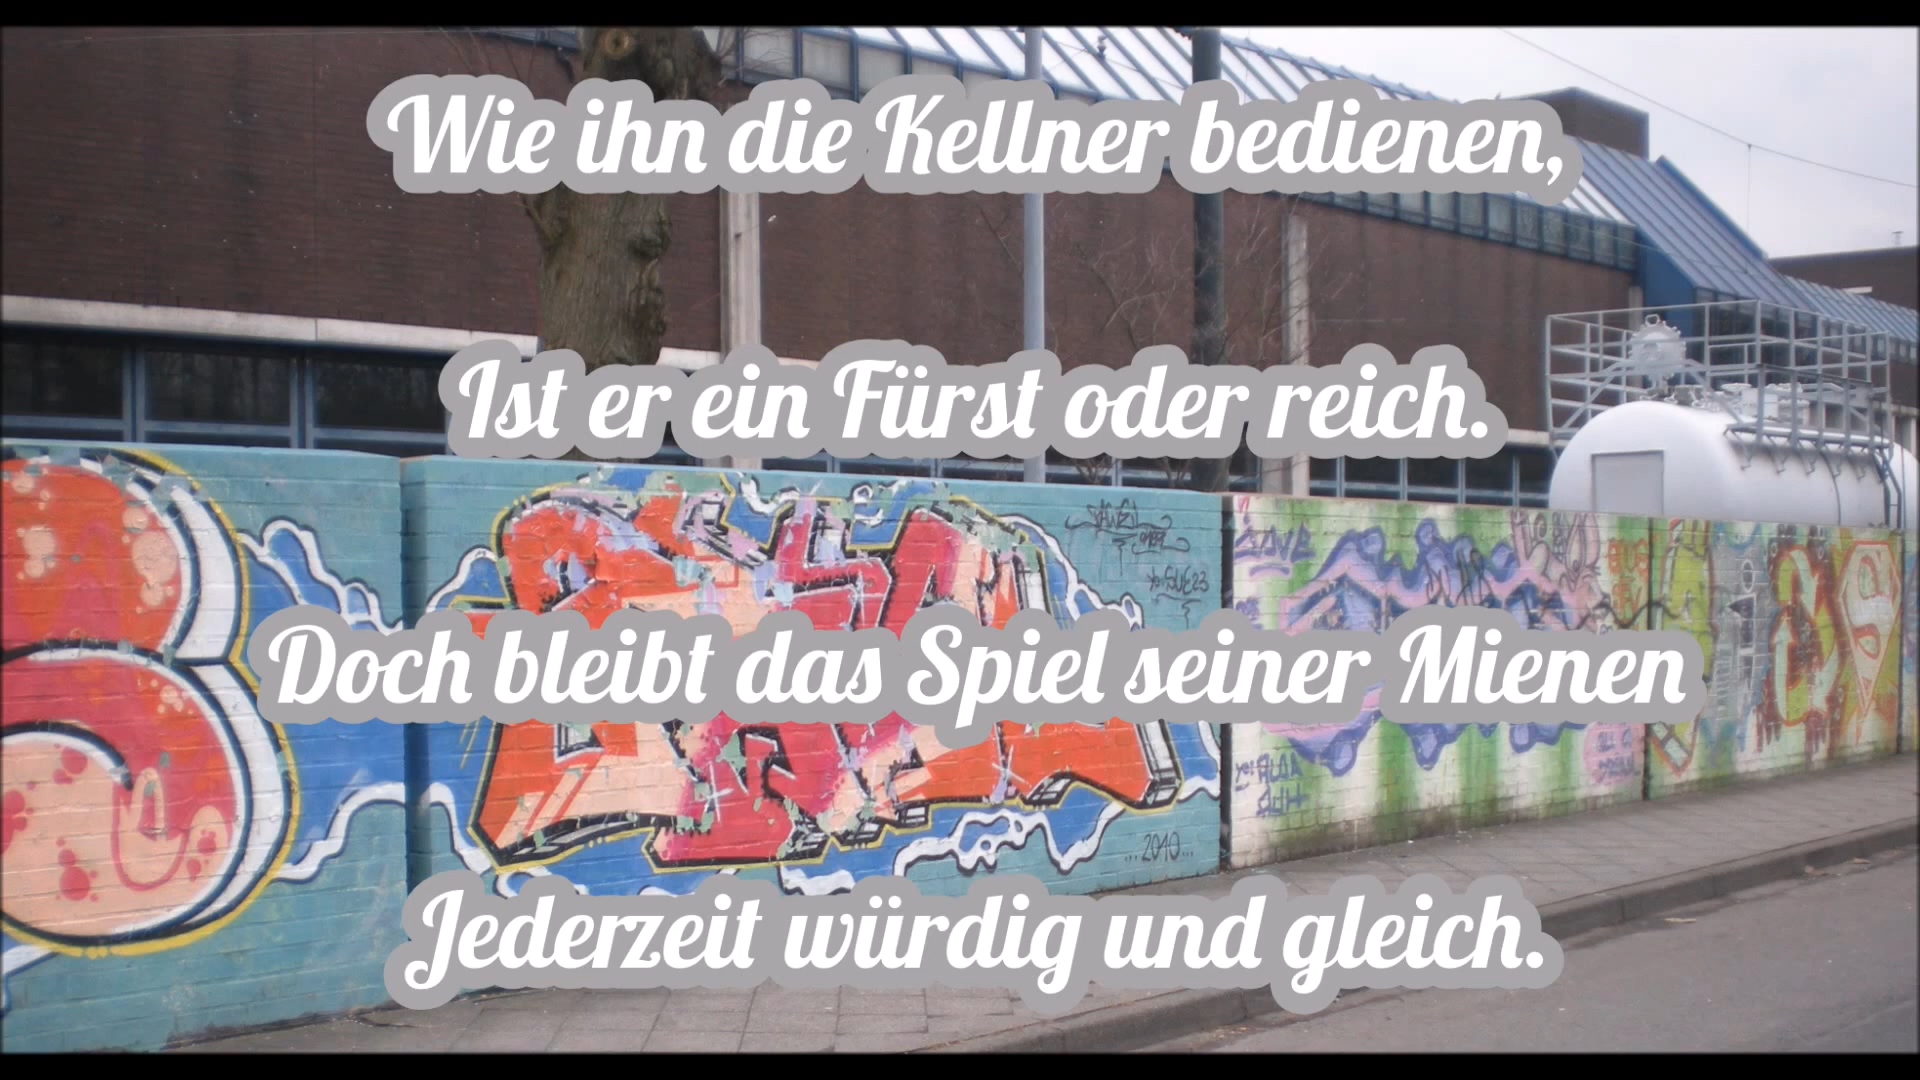 Wie ihn die Kellner bedienen,
Ist er ein Fürst oder reich.
Doch bleibt das Spiel seiner Mienen
Jederzeit würdig und gleich.
...2010...